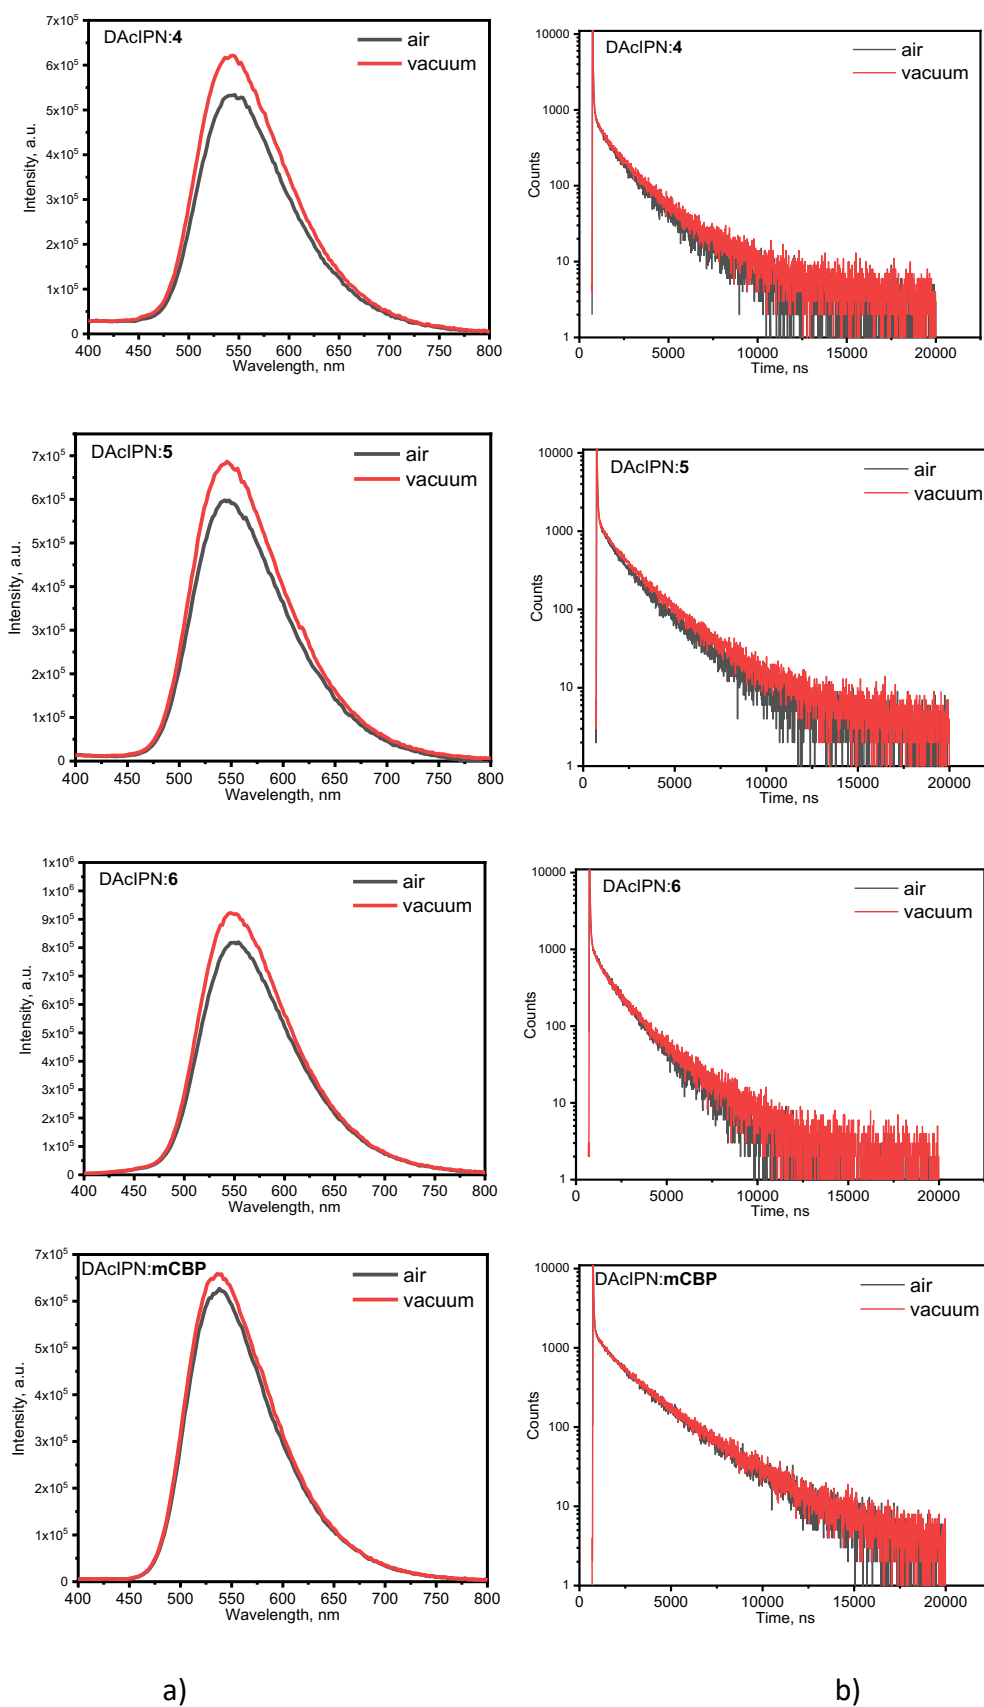 DAcIPN:4
air
vacuum
7x10⁵
6x10⁵
5x10⁵
4x10⁵
3x10⁵
2x10⁵
1x10⁵
0
Intensity, a.u.
400 450 500 550 600 650 700 750 800
Wavelength, nm
DAcIPN:4
air
vacuum
10000
1000
100
10
1
Counts
0 5000 10000 15000 20000
Time, ns
DAcIPN:5
air
vacuum
7x10⁵
6x10⁵
5x10⁵
4x10⁵
3x10⁵
2x10⁵
1x10⁵
0
Intensity, a.u.
400 450 500 550 600 650 700 750 800
Wavelength, nm
DAcIPN:5
air
vacuum
10000
1000
100
10
1
Counts
0 5000 10000 15000 20000
Time, ns
DAcIPN:6
air
vacuum
1x10⁶
1x10⁶
9x10⁵
8x10⁵
7x10⁵
6x10⁵
5x10⁵
4x10⁵
3x10⁵
2x10⁵
1x10⁵
0
Intensity, a.u.
400 450 500 550 600 650 700 750 800
Wavelength, nm
DAcIPN:6
air
vacuum
10000
1000
100
10
1
Counts
0 5000 10000 15000 20000
Time, ns
DAcIPN:mCBP
air
vacuum
7x10⁵
6x10⁵
5x10⁵
4x10⁵
3x10⁵
2x10⁵
1x10⁵
0
Intensity, a.u.
400 450 500 550 600 650 700 750 800
Wavelength, nm
DAcIPN:mCBP
air
vacuum
10000
1000
100
10
1
Counts
0 5000 10000 15000 20000
Time, ns
a) b)